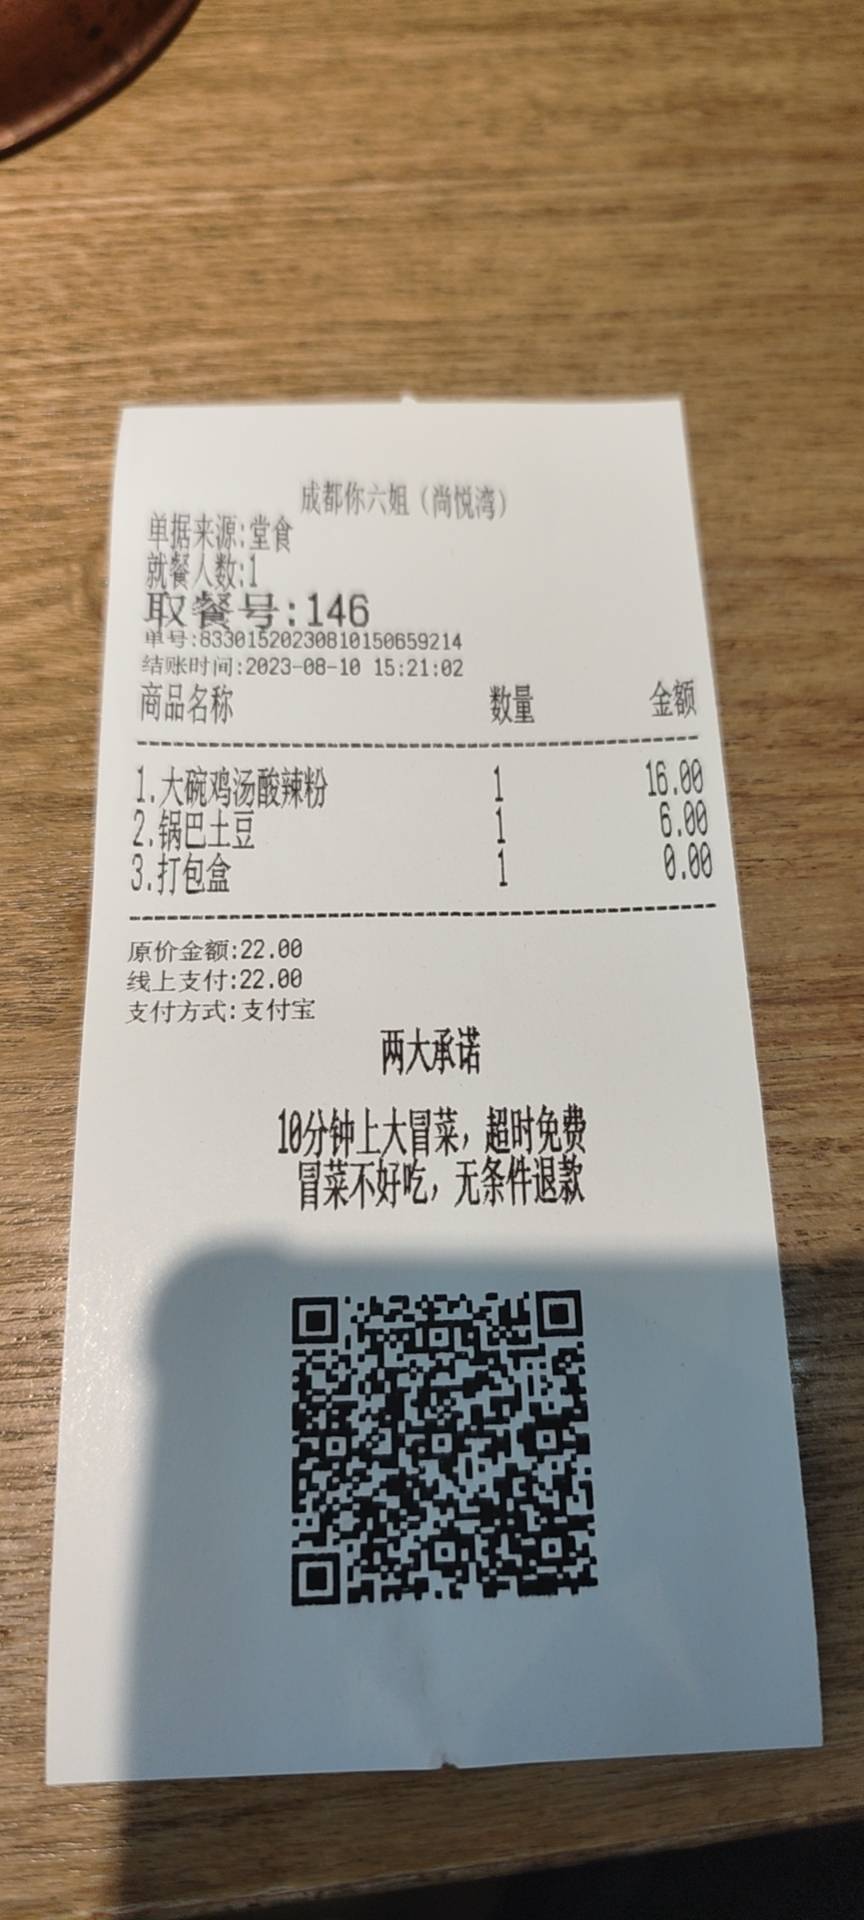 成都你六姐（尚悦湾）
单据来源:堂食
就餐人数:1
取餐号:146
单号:833015202308101506592​14
结账时间:2023-08-10 15:21:02
商品名称 数量 金额
1.大碗鸡汤酸辣粉 1 16.00
2.锅巴土豆 1 6.00
3.打包盒 1 0.00
原价金额:22.00
线上支付:22.00
支付方式:支付宝
两大承诺
10分钟上大冒菜，超时免费
冒菜不好吃，无条件退款